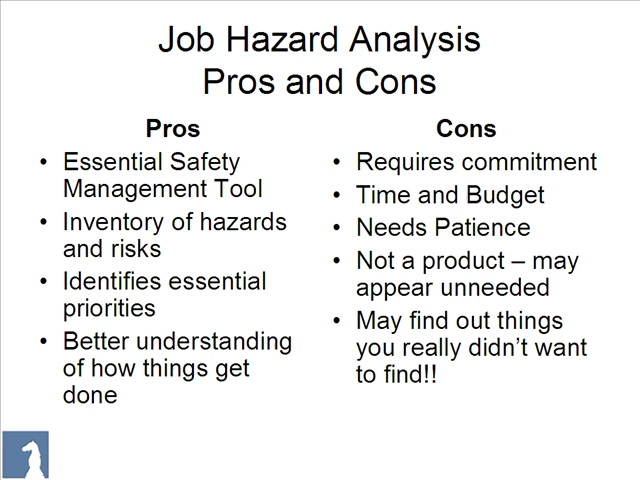 Job Hazard Analysis
Pros and Cons
Pros
• Essential Safety
Management Tool
• Inventory of hazards
and risks
• Identifies essential
priorities
• Better understanding
of how things get
done
Cons
• Requires commitment
• Time and Budget
• Needs Patience
• Not a product – may
appear unneeded
• May find out things
you really didn’t want
to find!!